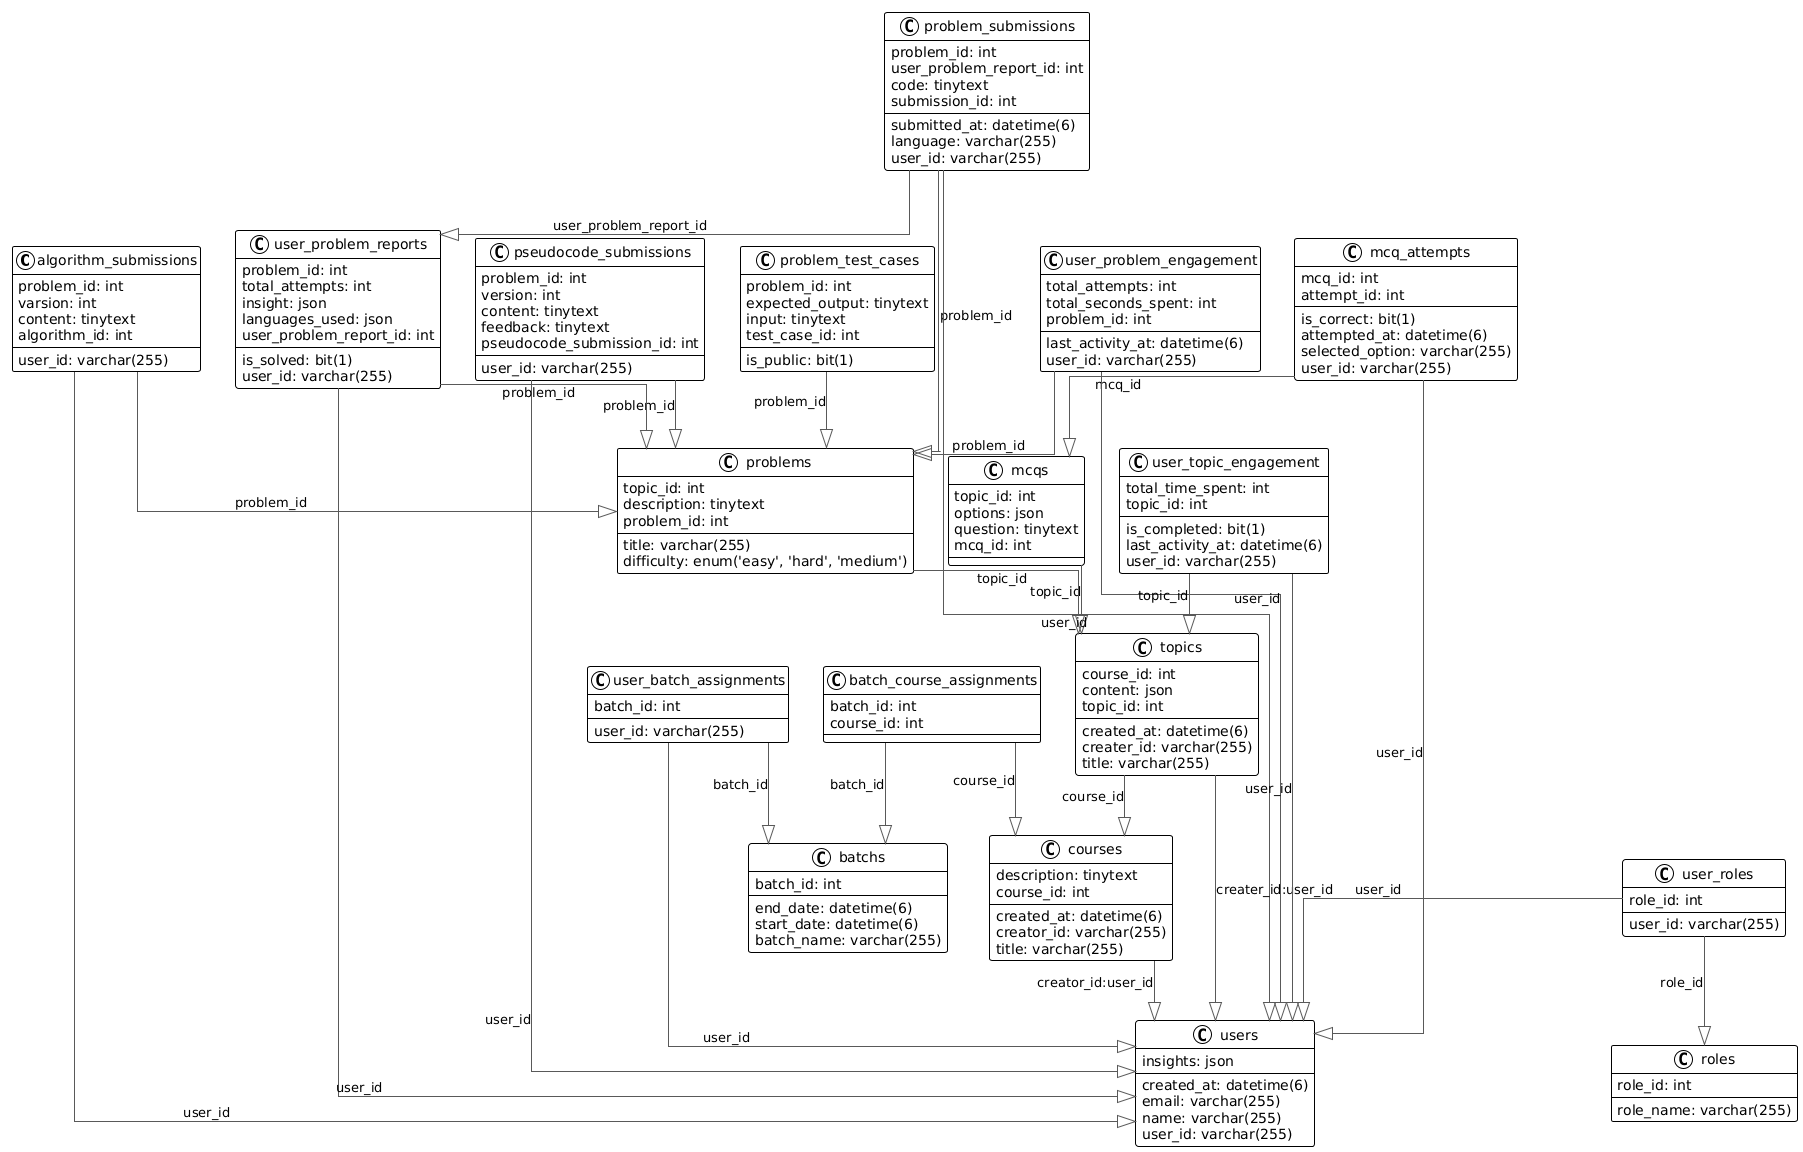 C problem_submissions
problem_id: int
user_problem_report_id: int
code: tinytext
submission_id: int
submitted_at: datetime(6)
language: varchar(255)
user_id: varchar(255)
user_problem_report_id
C algorithm_submissions
problem_id: int
varsion: int
content: tinytext
algorithm_id: int
user_id: varchar(255)
C user_problem_reports
problem_id: int
total_attempts: int
insight: json
languages_used: json
user_problem_report_id: int
is_solved: bit(1)
user_id: varchar(255)
C pseudocode_submissions
problem_id: int
version: int
content: tinytext
feedback: tinytext
pseudocode_submission_id: int
user_id: varchar(255)
C problem_test_cases
problem_id: int
expected_output: tinytext
input: tinytext
test_case_id: int
is_public: bit(1)
problem_id
C user_problem_engagement
total_attempts: int
total_seconds_spent: int
problem_id: int
last_activity_at: datetime(6)
user_id: varchar(255)
C mcq_attempts
mcq_id: int
attempt_id: int
is_correct: bit(1)
attempted_at: datetime(6)
selected_option: varchar(255)
user_id: varchar(255)
problem_id
problem_id
problem_id
mcq_id
problem_id
problem_id
C problems
topic_id: int
description: tinytext
problem_id: int
title: varchar(255)
difficulty: enum('easy', 'hard', 'medium')
C mcqs
topic_id: int
options: json
question: tinytext
mcq_id: int
C user_topic_engagement
total_time_spent: int
topic_id: int
is_completed: bit(1)
last_activity_at: datetime(6)
user_id: varchar(255)
topic_id
topic_id
topic_id
user_id
user_id
C user_batch_assignments
batch_id: int
user_id: varchar(255)
C batch_course_assignments
batch_id: int
course_id: int
C topics
course_id: int
content: json
topic_id: int
created_at: datetime(6)
creater_id: varchar(255)
title: varchar(255)
user_id
batch_id
batch_id
course_id
course_id
user_id
C batchs
batch_id: int
end_date: datetime(6)
start_date: datetime(6)
batch_name: varchar(255)
C courses
description: tinytext
course_id: int
created_at: datetime(6)
creator_id: varchar(255)
title: varchar(255)
creater_id:user_id
user_id
C user_roles
role_id: int
user_id: varchar(255)
creator_id:user_id
role_id
user_id
user_id
user_id
user_id
C users
insights: json
created_at: datetime(6)
email: varchar(255)
name: varchar(255)
user_id: varchar(255)
C roles
role_id: int
role_name: varchar(255)